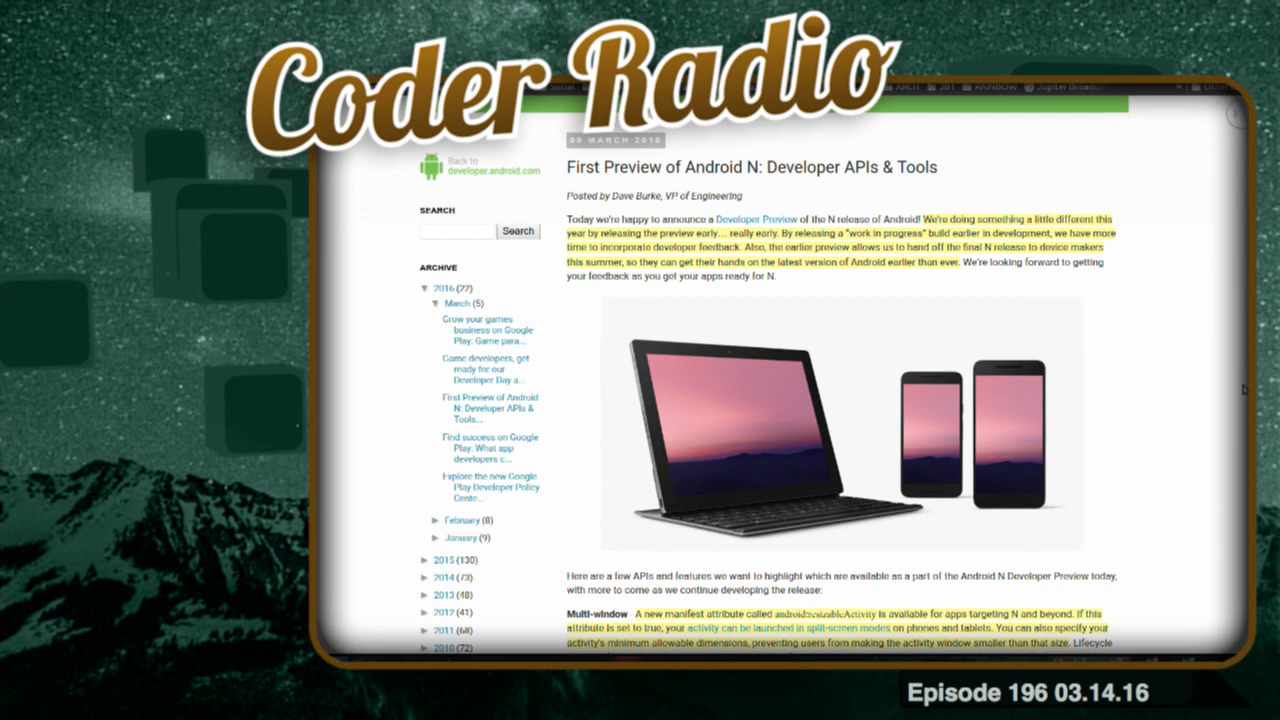 Coder Radio
Social
ARCH
JBT
RAINBOW
Jupiter Broadc
09 MARCH 2016
First Preview of Android N: Developer APIs & Tools
Posted by Dave Burke, VP of Engineering
Today we're happy to announce a Developer Preview of the N release of Android! We're doing something a little different this
year by releasing the preview early… really early. By releasing a "work in progress" build earlier in development, we have more
time to incorporate developer feedback. Also, the earlier preview allows us to hand off the final N release to device makers
this summer, so they can get their hands on the latest version of Android earlier than ever. We're looking forward to getting
your feedback as you get your apps ready for N.
Back to
developer.android.com
SEARCH
Search
ARCHIVE
2016 (22)
March (5)
Grow your games
business on Google
Play: Game para...
Game developers, get
ready for our
Developer Day a...
First Preview of Android
N: Developer APIs &
Tools...
Find success on Google
Play: What app
developers c...
Explore the new Google
Play Developer Policy
Cente...
February (8)
January (9)
2015 (130)
2014 (73)
2013 (48)
2012 (41)
2011 (68)
2010 (72)
Here are a few APIs and features we want to highlight which are available as a part of the Android N Developer Preview today,
with more to come as we continue developing the release:
Multi-window - A new manifest attribute called android:resizableActivity is available for apps targeting N and beyond. If this
attribute is set to true, your activity can be launched in split-screen modes on phones and tablets. You can also specify your
activity's minimum allowable dimensions, preventing users from making the activity window smaller than that size. Lifecycle
Episode 196 03.14.16